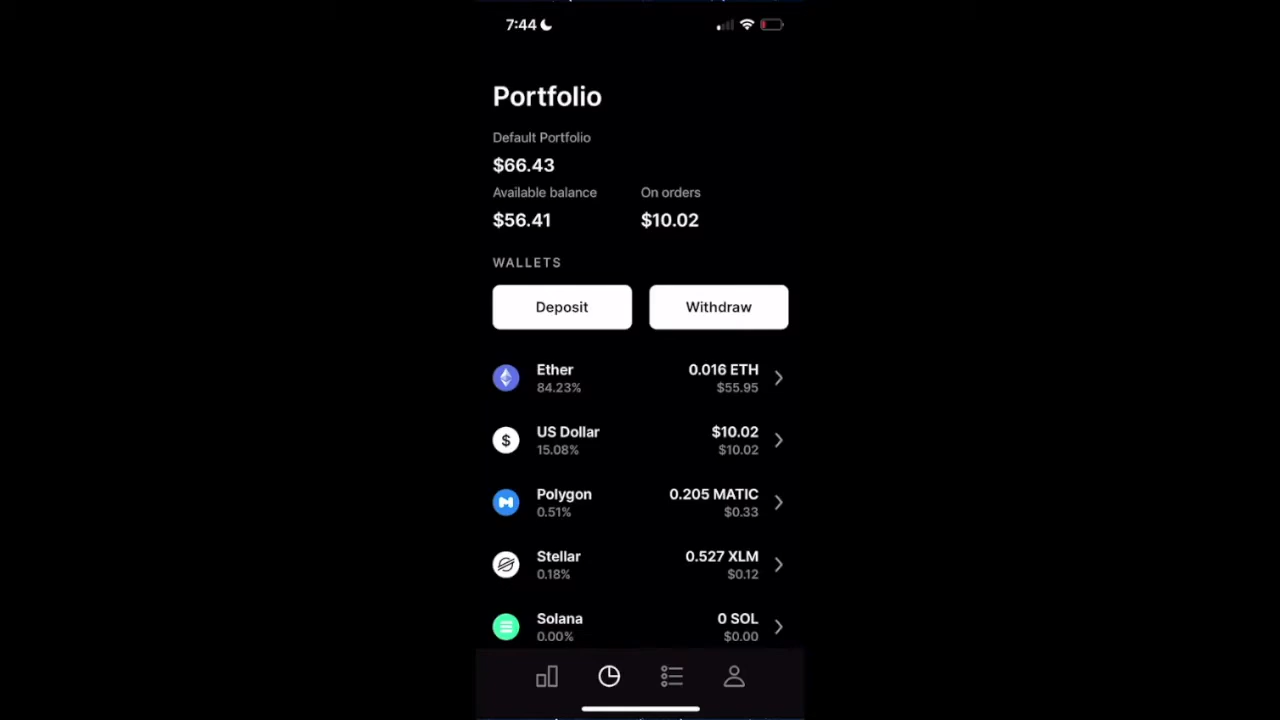 7:44
Portfolio
Default Portfolio
$66.43
Available balance On orders
$56.41 $10.02
WALLETS
Deposit Withdraw
Ether 0.016 ETH
84.23% $55.95
$ US Dollar $10.02
15.08% $10.02
Polygon 0.205 MATIC
0.51% $0.33
Stellar 0.527 XLM
0.18% $0.12
Solana 0 SOL
0.00% $0.00